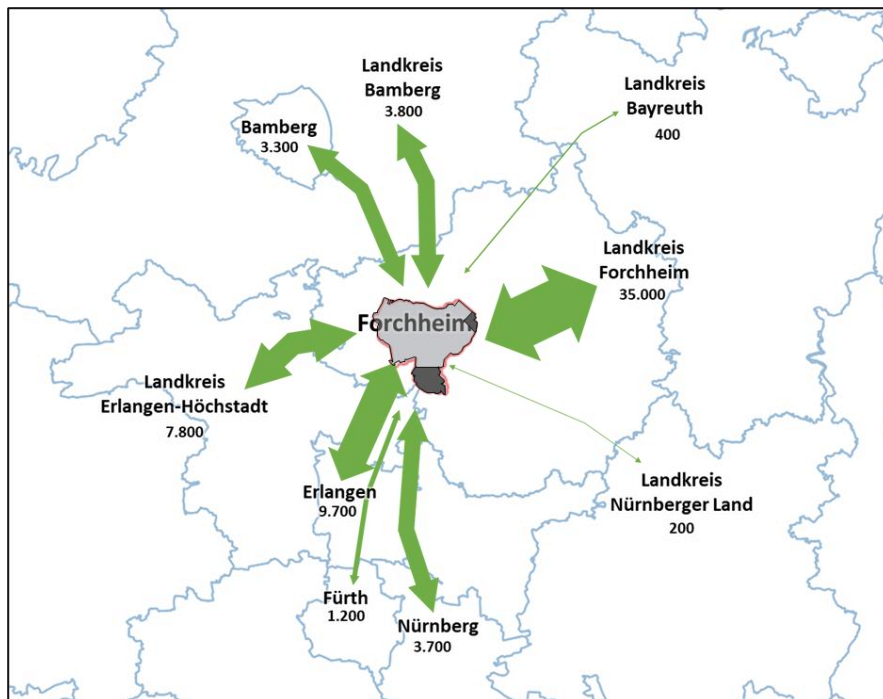 Landkreis
Bamberg
3.800
Landkreis
Bayreuth
400
Bamberg
3.300
Landkreis
Forchheim
35.000
Forchheim
Landkreis
Erlangen-Höchstadt
7.800
Erlangen
9.700
Landkreis
Nürnberger Land
200
Fürth
1.200
Nürnberg
3.700